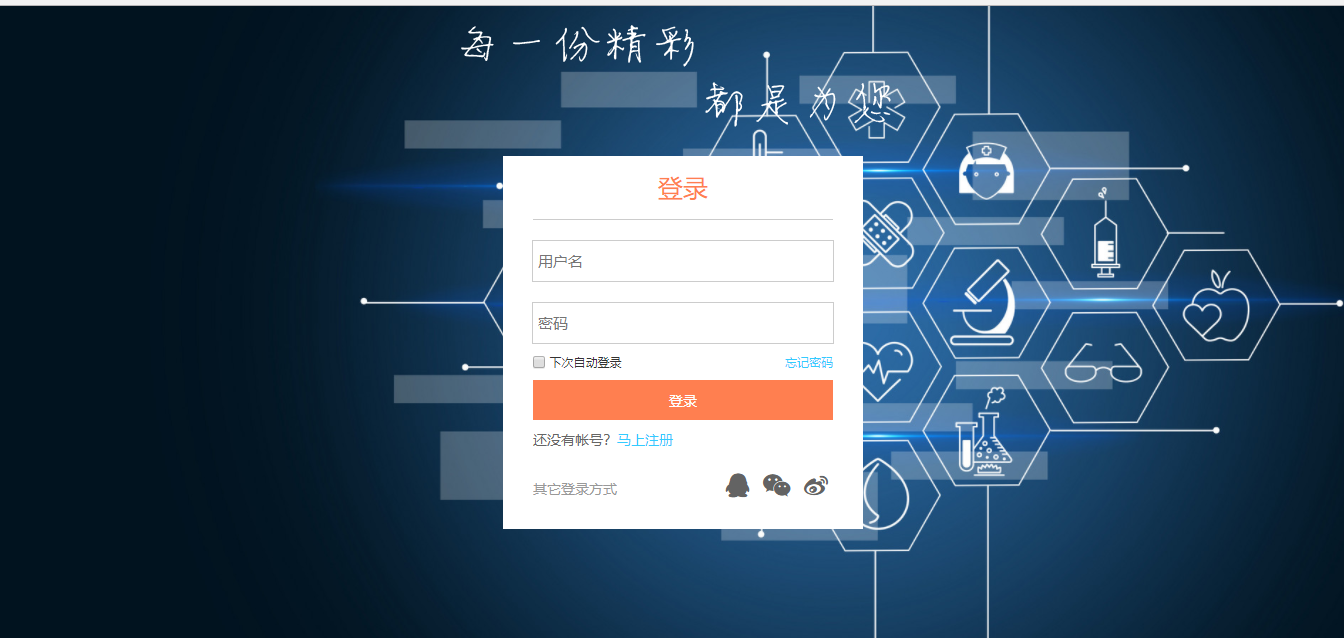 每一份精彩
都是为您
登录
用户名
密码
下次自动登录 忘记密码
登录
还没有帐号？马上注册
其它登录方式